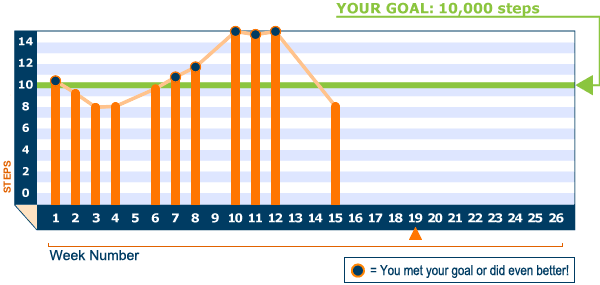 YOUR GOAL: 10,000 steps
14
12
10
8
6
4
2
0
STEPS
1 2 3 4 5 6 7 8 9 10 11 12 13 14 15 16 17 18 19 20 21 22 23 24 25 26
Week Number
= You met your goal or did even better!